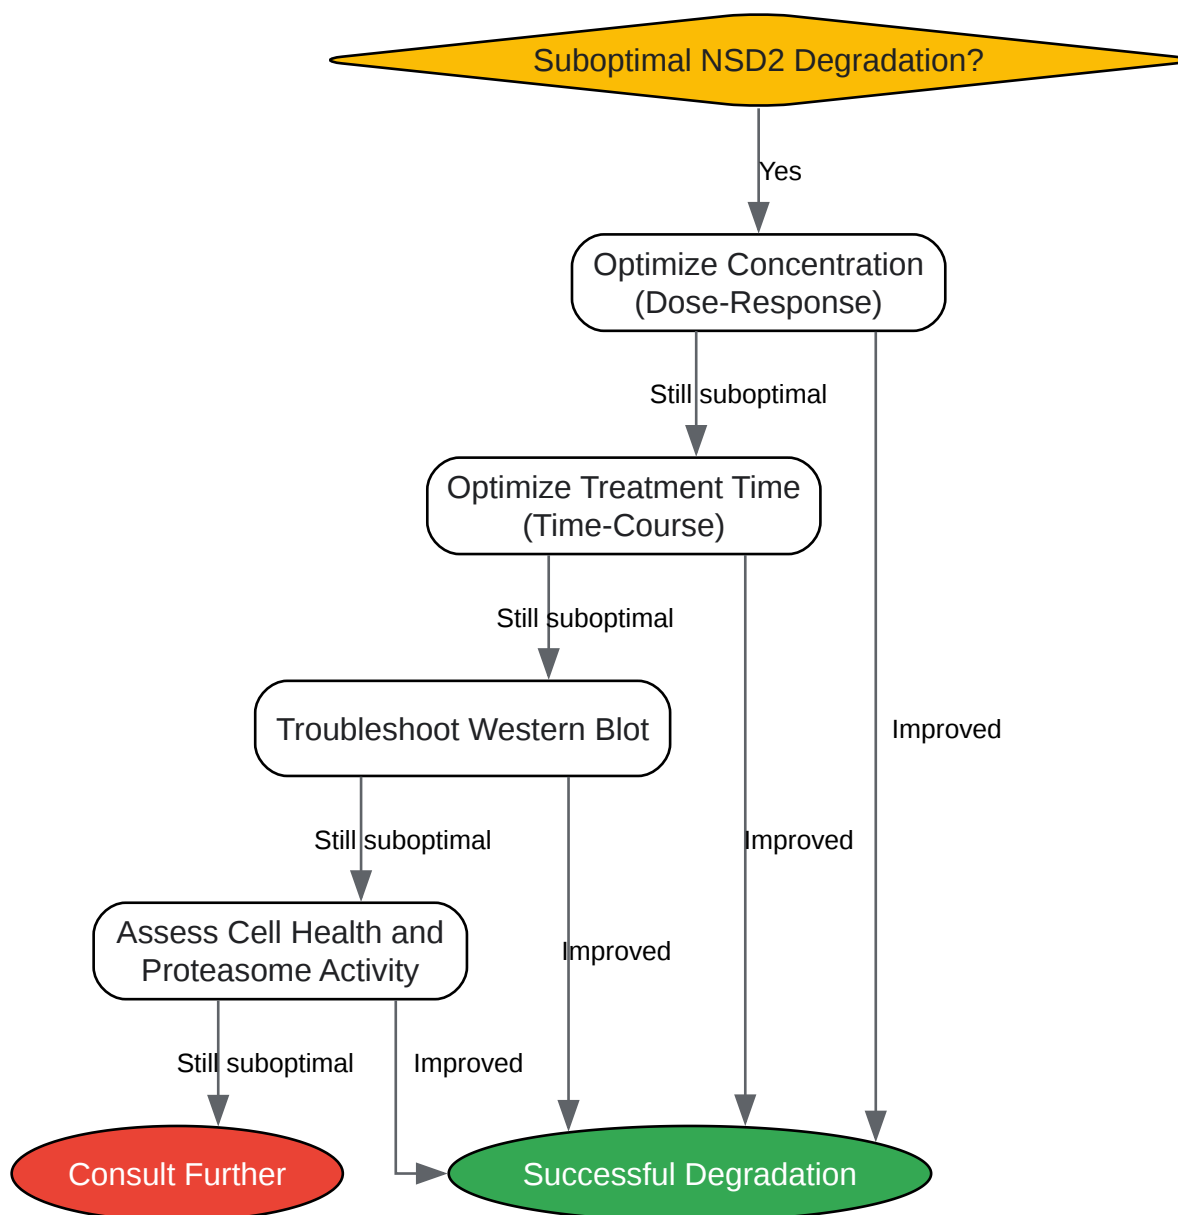 Suboptimal NSD2 Degradation?
Yes
Optimize Concentration
(Dose-Response)
Still suboptimal
Optimize Treatment Time
(Time-Course)
Still suboptimal
Troubleshoot Western Blot
Improved
Still suboptimal
Improved
Assess Cell Health and
Proteasome Activity
Improved
Still suboptimal
Improved
Consult Further
Successful Degradation